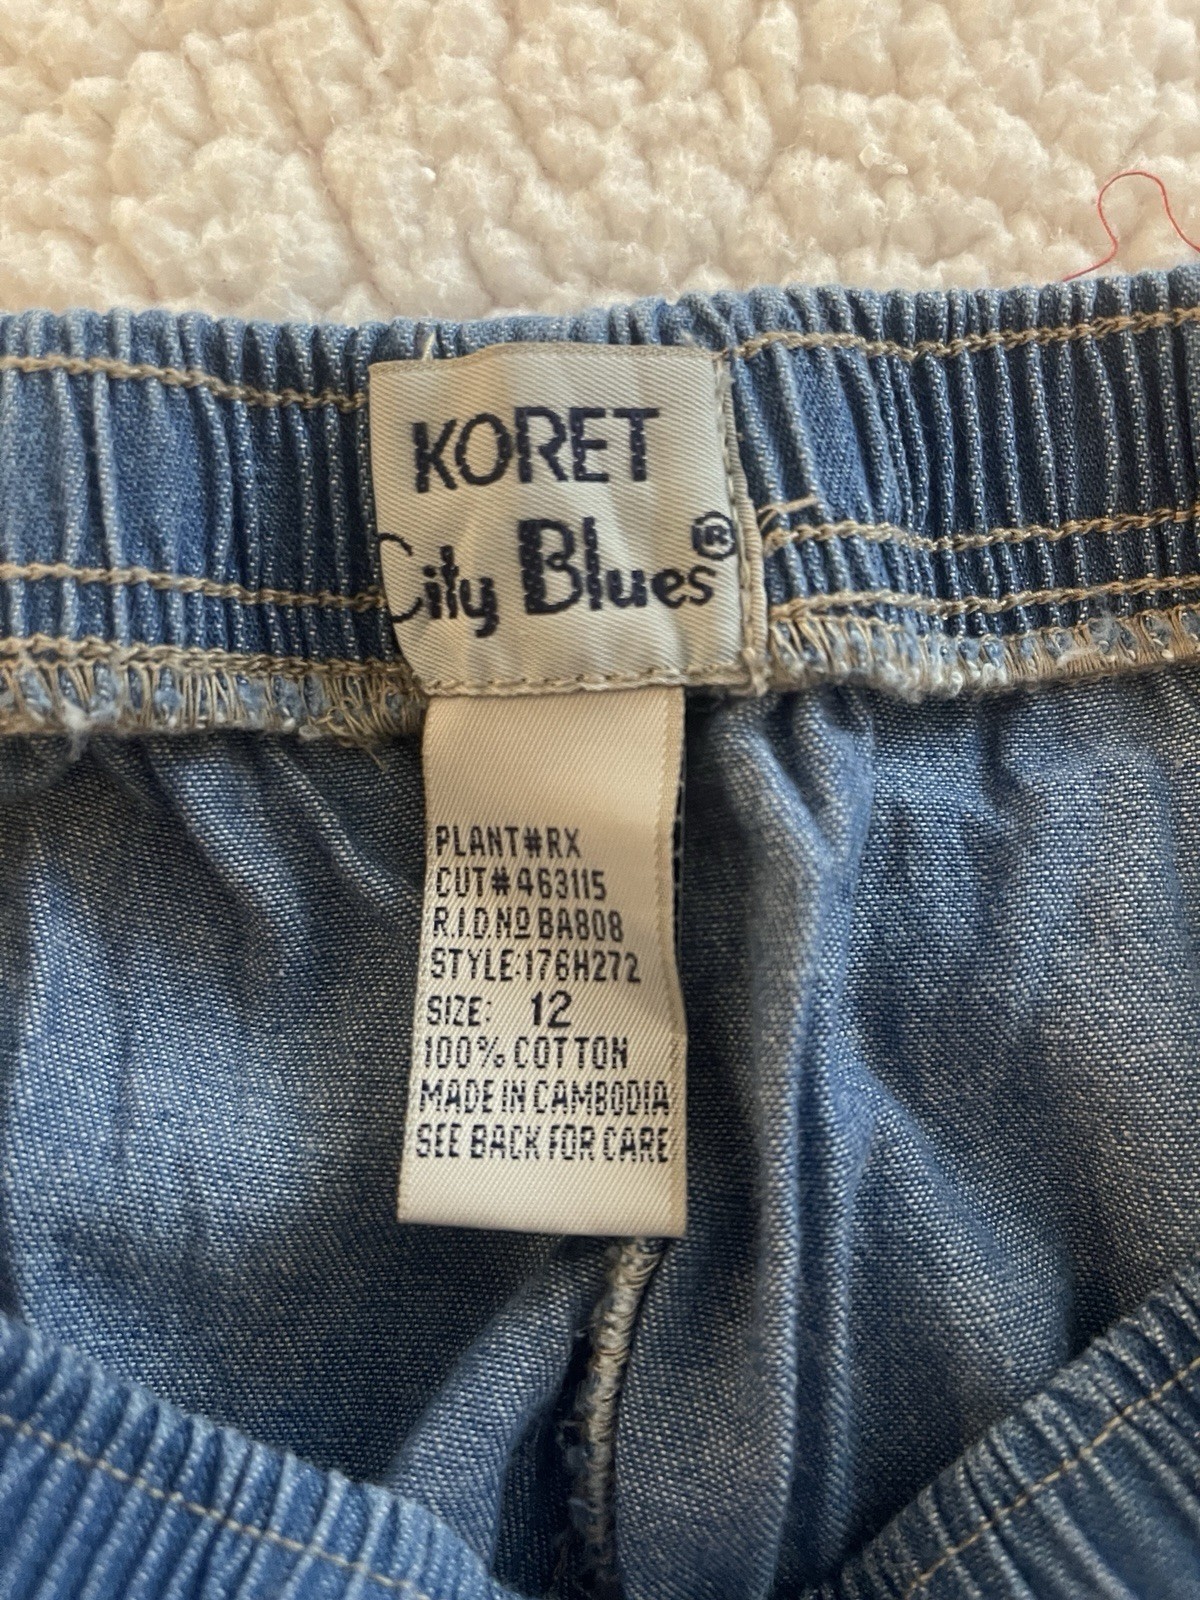 KORET
City Blues®
PLANT#RX
CUT#463115
R.I.D.Nº BA808
STYLE:176H272
SIZE: 12
100% COTTON
MADE IN CAMBODIA
SEE BACK FOR CARE